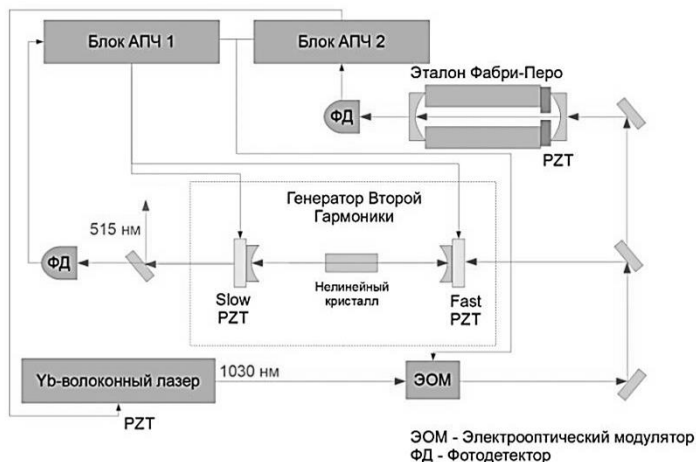 Блок АПЧ 1
Блок АПЧ 2
Эталон Фабри-Перо
ФД
PZT
Генератор Второй
Гармоники
515 нм
ФД
Нелинейный
кристалл
Slow
PZT
Fast
PZT
Yb-волоконный лазер
1030 нм
ЭОМ
PZT
ЭОМ - Электрооптический модулятор
ФД - Фотодетектор